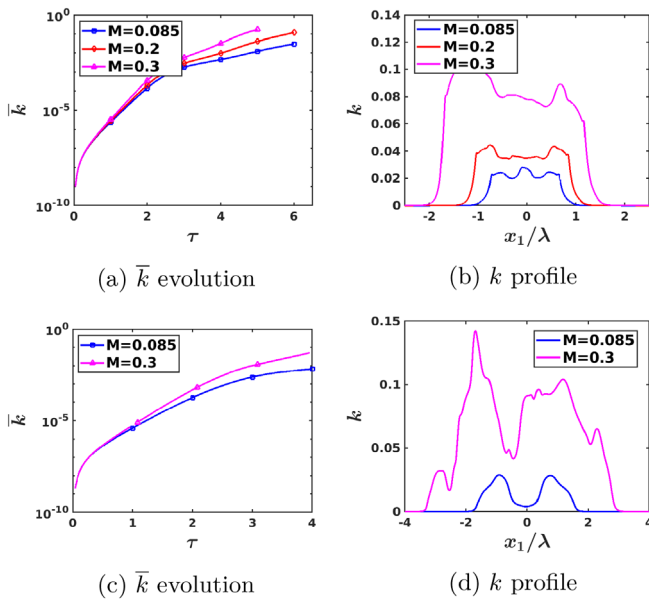 10^0
10^-5
10^-10
k̅
M=0.085
M=0.2
M=0.3
0 1 2 3 4 5 6
τ
(a) k̅ evolution
0.14
0.12
0.1
0.08
0.06
0.04
0.02
0
k
M=0.085
M=0.2
M=0.3
-2 -1 0 1 2
x_1/λ
(b) k profile
10^0
10^-5
10^-10
k̅
M=0.085
M=0.3
1 2 3 4
τ
(c) k̅ evolution
0.15
0.1
0.05
0
k
M=0.085
M=0.3
-4 -2 0 2 4
x_1/λ
(d) k profile